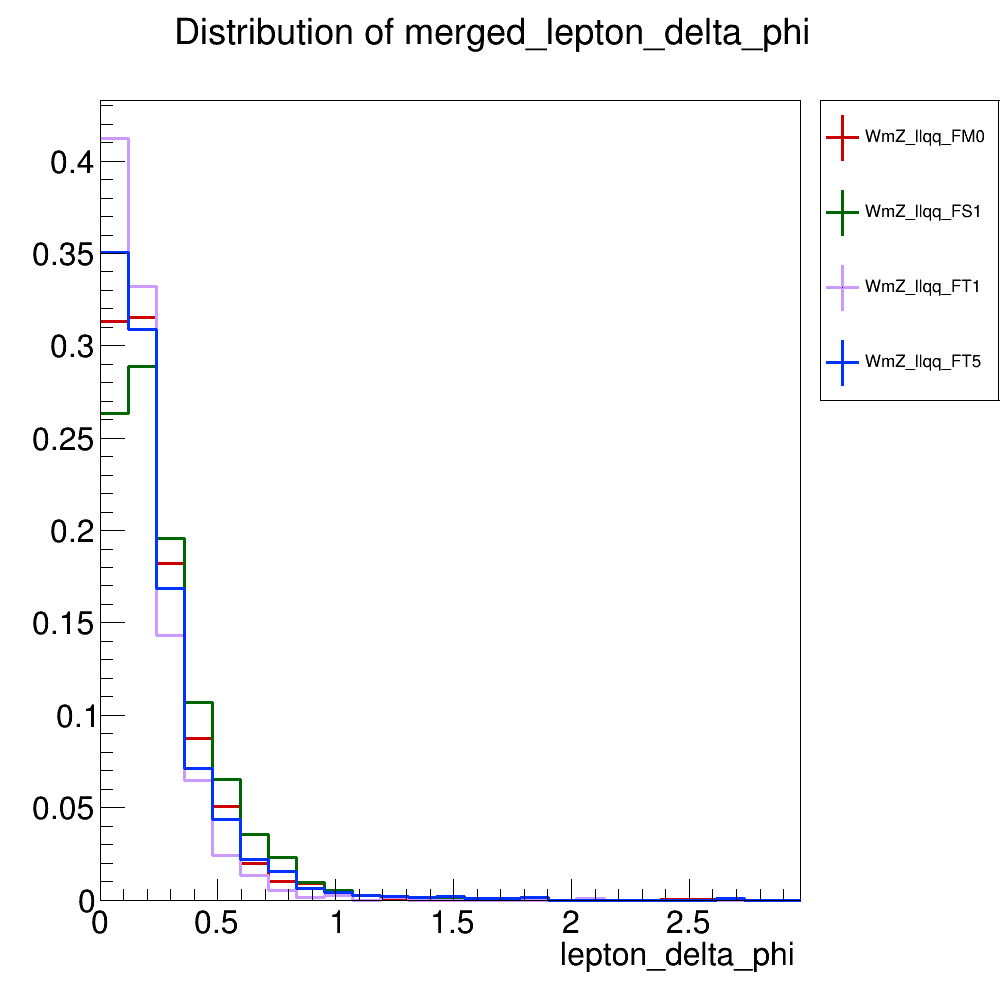 Distribution of merged_lepton_delta_phi
WmZ_llqq_FM0
WmZ_llqq_FS1
WmZ_llqq_FT1
WmZ_llqq_FT5
0.4
0.35
0.3
0.25
0.2
0.15
0.1
0.05
0
0 0.5 1 1.5 2 2.5
lepton_delta_phi